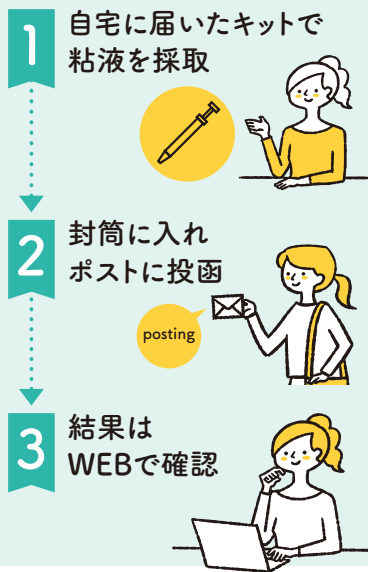 1
自宅に届いたキットで
粘液を採取
2
封筒に入れ
ポストに投函
posting
3
結果は
WEBで確認